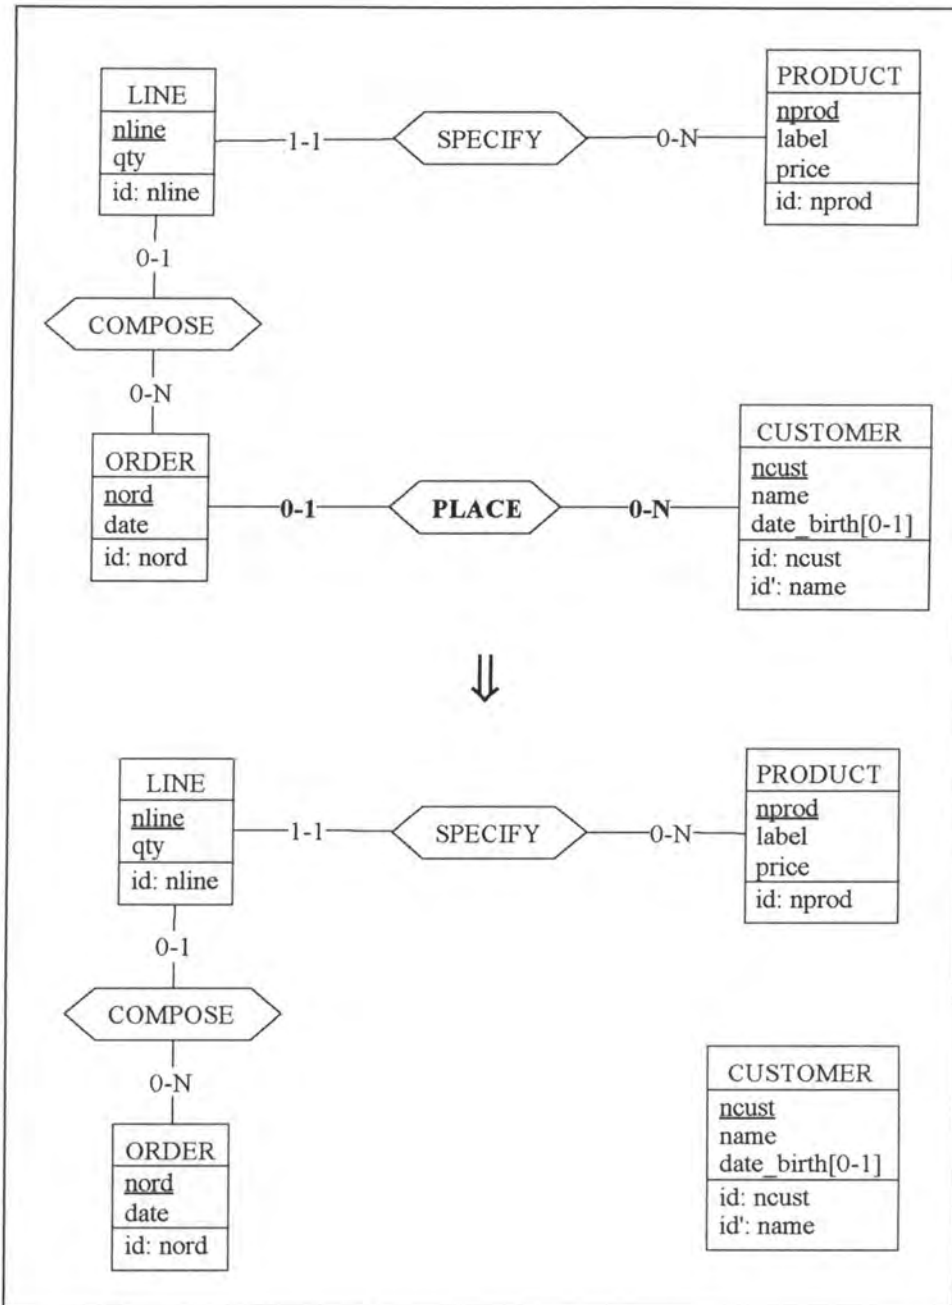 LINE
nline
qty
id: nline
1-1
SPECIFY
0-N
PRODUCT
nprod
label
price
id: nprod
0-1
COMPOSE
0-N
ORDER
nord
date
id: nord
0-1
PLACE
0-N
CUSTOMER
ncust
name
date_birth[0-1]
id: ncust
id': name
⇓
LINE
nline
qty
id: nline
1-1
SPECIFY
0-N
PRODUCT
nprod
label
price
id: nprod
0-1
COMPOSE
0-N
ORDER
nord
date
id: nord
CUSTOMER
ncust
name
date_birth[0-1]
id: ncust
id': name